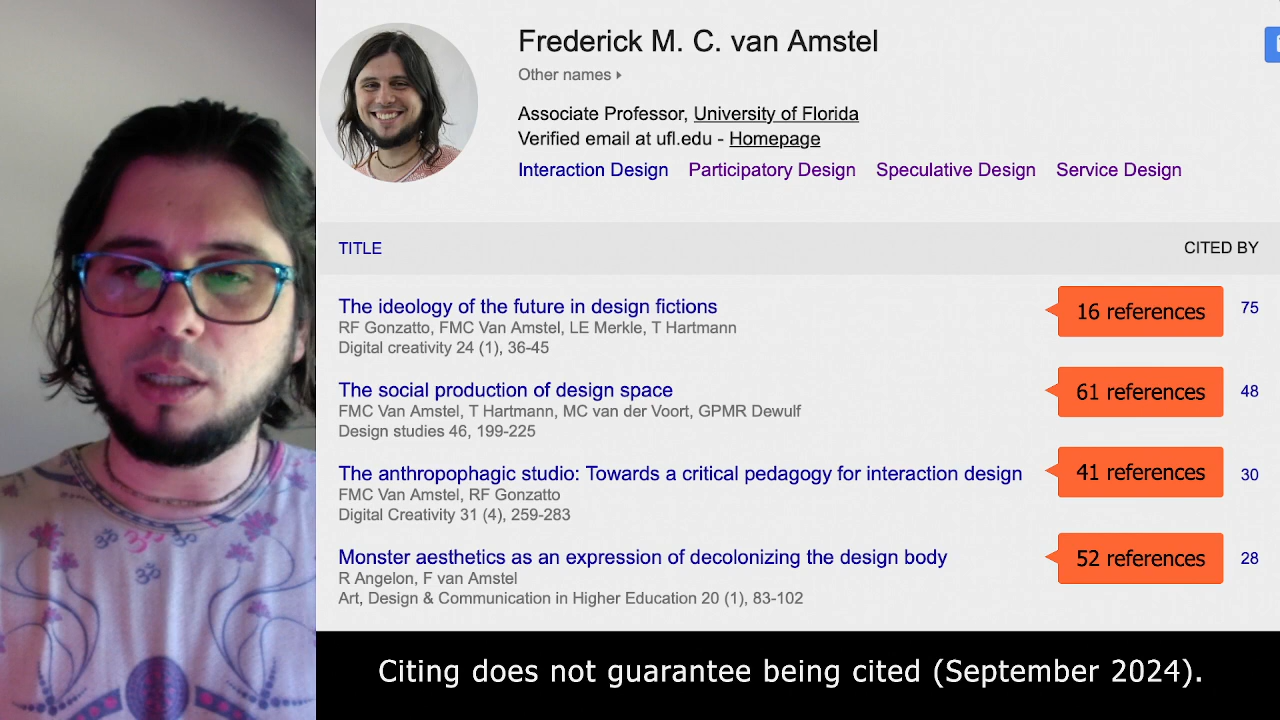 Frederick M. C. van Amstel
Other names
Associate Professor, University of Florida
Verified email at ufl.edu - Homepage
Interaction Design Participatory Design Speculative Design Service Design
TITLE CITED BY
The ideology of the future in design fictions 16 references 75
RF Gonzatto, FMC Van Amstel, LE Merkle, T Hartmann
Digital creativity 24 (1), 36-45
The social production of design space 61 references 48
FMC Van Amstel, T Hartmann, MC van der Voort, GPMR Dewulf
Design studies 46, 199-225
The anthropophagic studio: Towards a critical pedagogy for interaction design 41 references 30
FMC Van Amstel, RF Gonzatto
Digital Creativity 31 (4), 259-283
Monster aesthetics as an expression of decolonizing the design body 52 references 28
R Angelon, F van Amstel
Art, Design & Communication in Higher Education 20 (1), 83-102
Citing does not guarantee being cited (September 2024).
ॐ ॐ ॐ
ॐ